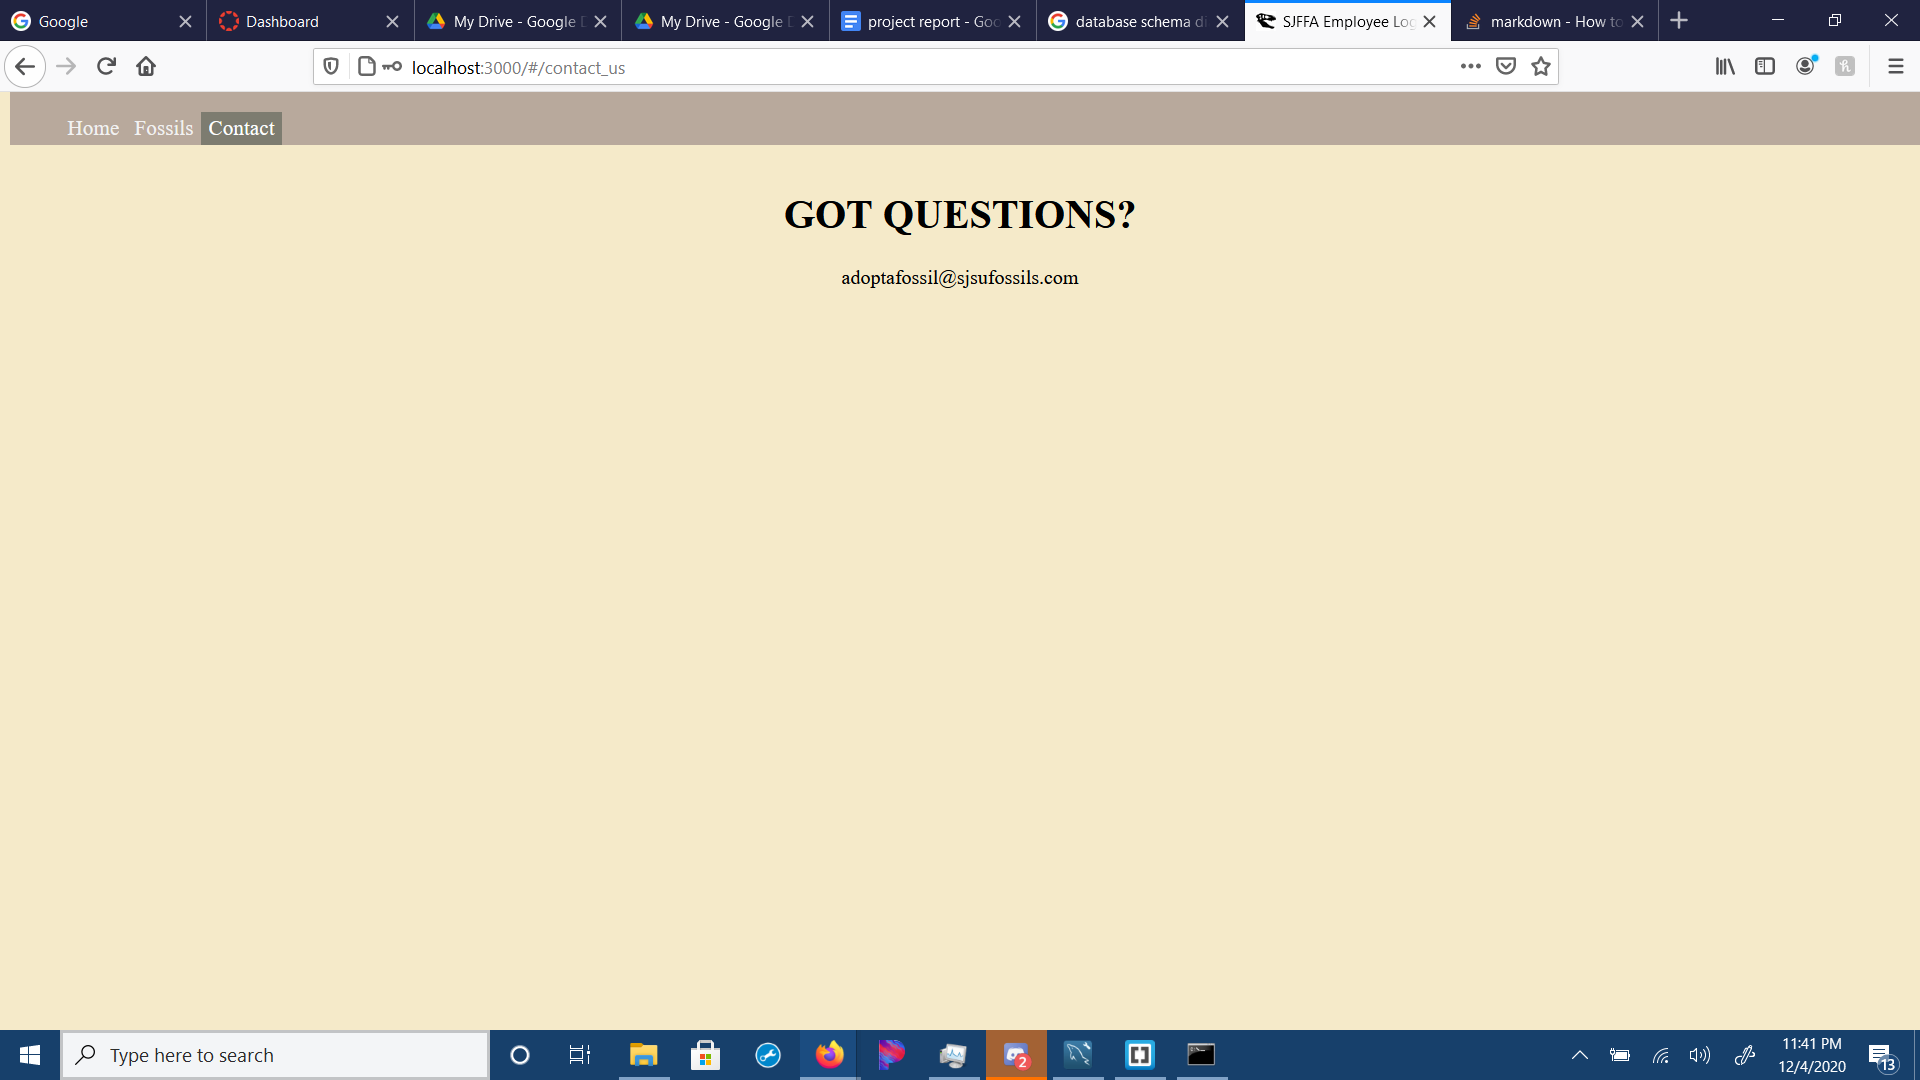 Google
Dashboard
My Drive - Google D
My Drive - Google D
project report - Goo
database schema di
SJFFA Employee Log
markdown - How to
localhost:3000/#/contact_us
Home Fossils Contact
GOT QUESTIONS?
adoptafossil@sjsufossils.com
Type here to search
2
11:41 PM
12/4/2020
13